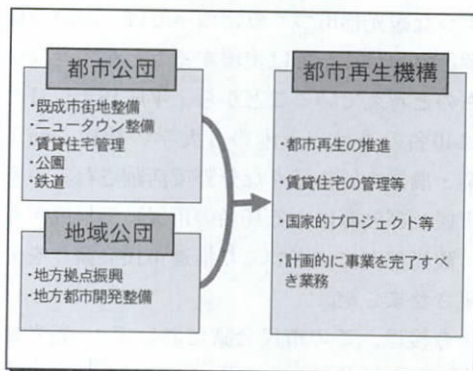 都市公団
・既成市街地整備
・ニュータウン整備
・賃貸住宅管理
・公園
・鉄道
地域公団
・地方拠点振興
・地方都市開発整備
都市再生機構
・都市再生の推進
・賃貸住宅の管理等
・国家的プロジェクト等
・計画的に事業を完了すべ
き業務